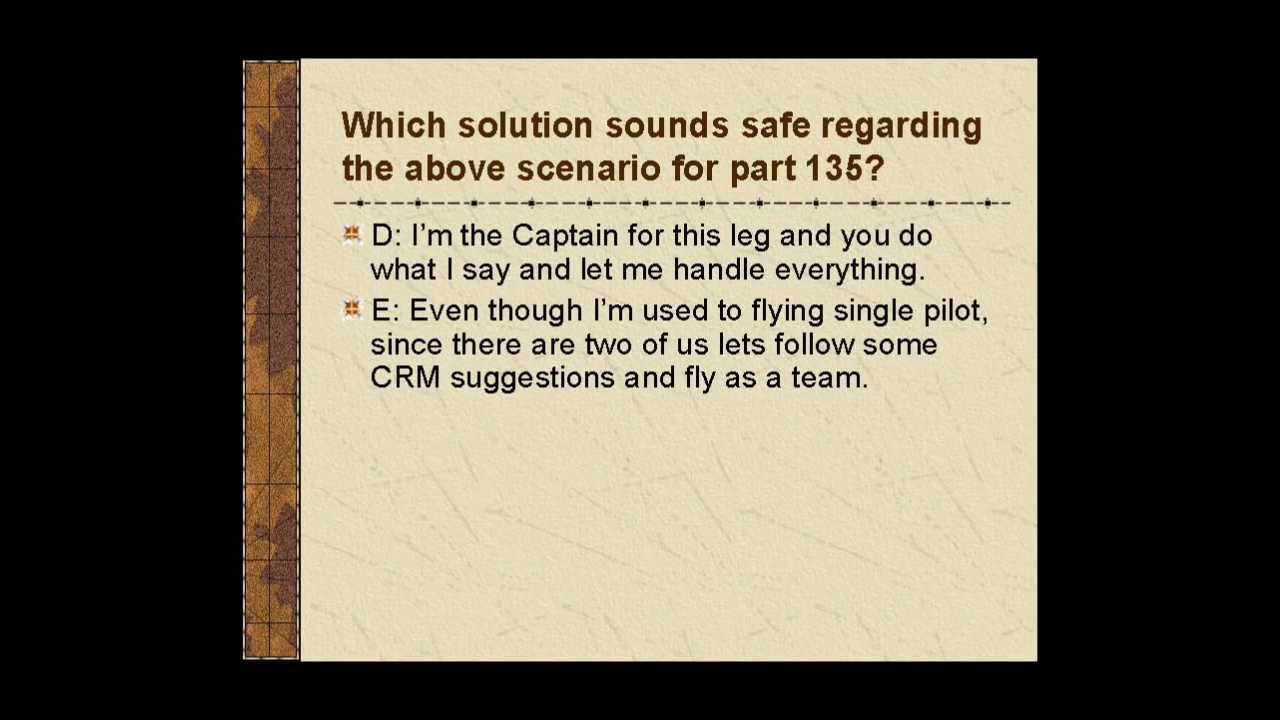 Which solution sounds safe regarding
the above scenario for part 135?
D: I'm the Captain for this leg and you do
what I say and let me handle everything.
E: Even though I'm used to flying single pilot,
since there are two of us lets follow some
CRM suggestions and fly as a team.